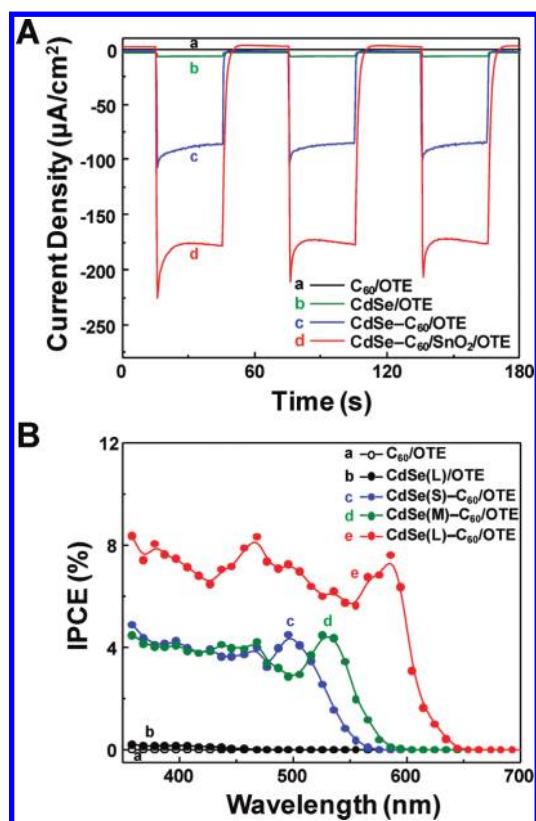 A
Current Density (µA/cm²)
0
-50
-100
-150
-200
-250
a
b
c
d
a C₆₀/OTE
b CdSe/OTE
c CdSe–C₆₀/OTE
d CdSe–C₆₀/SnO₂/OTE
0 60 120 180
Time (s)
B
IPCE (%)
12
8
4
0
a C₆₀/OTE
b CdSe(L)/OTE
c CdSe(S)–C₆₀/OTE
d CdSe(M)–C₆₀/OTE
e CdSe(L)–C₆₀/OTE
e
c
d
b
a
400 500 600 700
Wavelength (nm)